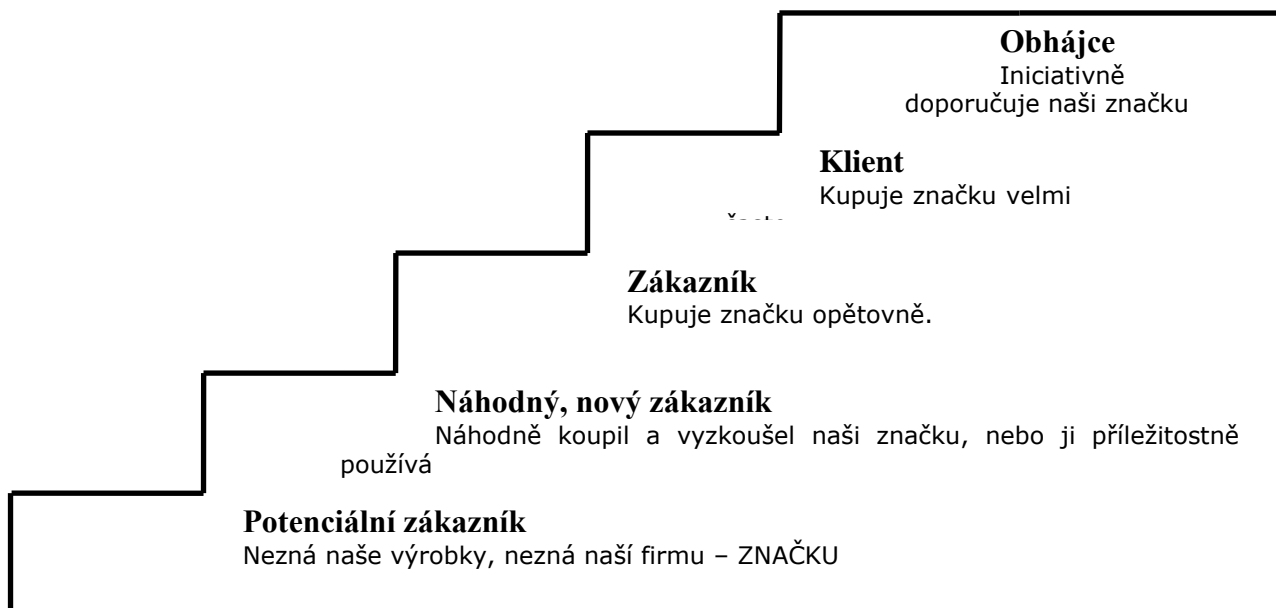 Obhájce
Iniciativně
doporučuje naši značku
Klient
Kupuje značku velmi
Zákazník
Kupuje značku opětovně.
Náhodný, nový zákazník
Náhodně koupil a vyzkoušel naši značku, nebo ji příležitostně
používá
Potenciální zákazník
Nezná naše výrobky, nezná naší firmu – ZNAČKU